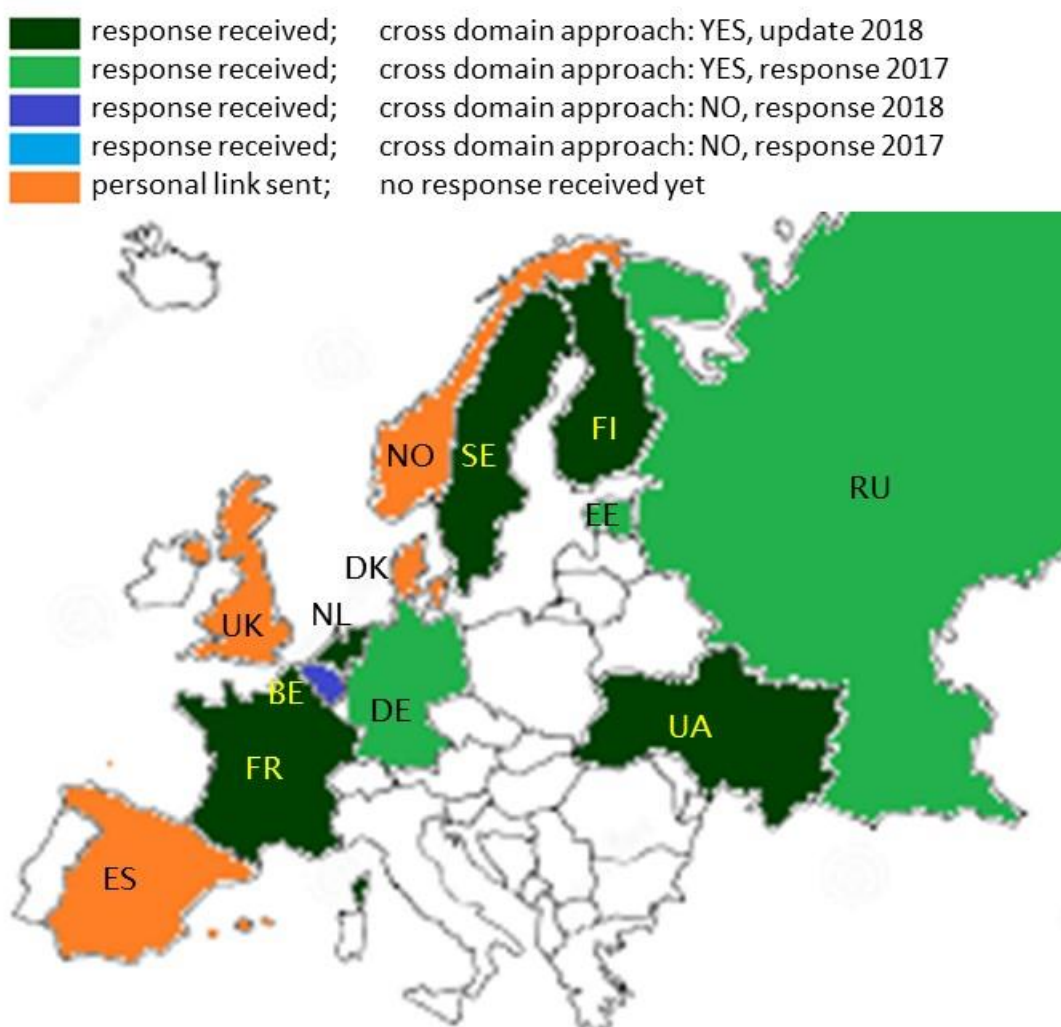 response received; cross domain approach: YES, update 2018
response received; cross domain approach: YES, response 2017
response received; cross domain approach: NO, response 2018
response received; cross domain approach: NO, response 2017
personal link sent; no response received yet
FI
NO
SE
RU
EE
DK
NL
UK
BE
DE
UA
FR
ES